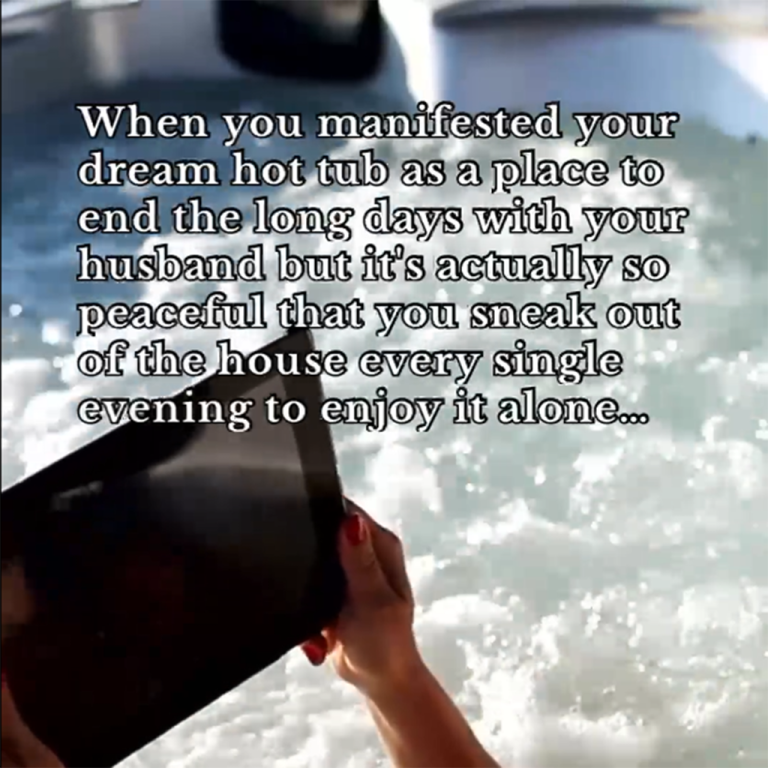 When you manifested your
dream hot tub as a place to
end the long days with your
husband but it's actually so
peaceful that you sneak out
of the house every single
evening to enjoy it alone...